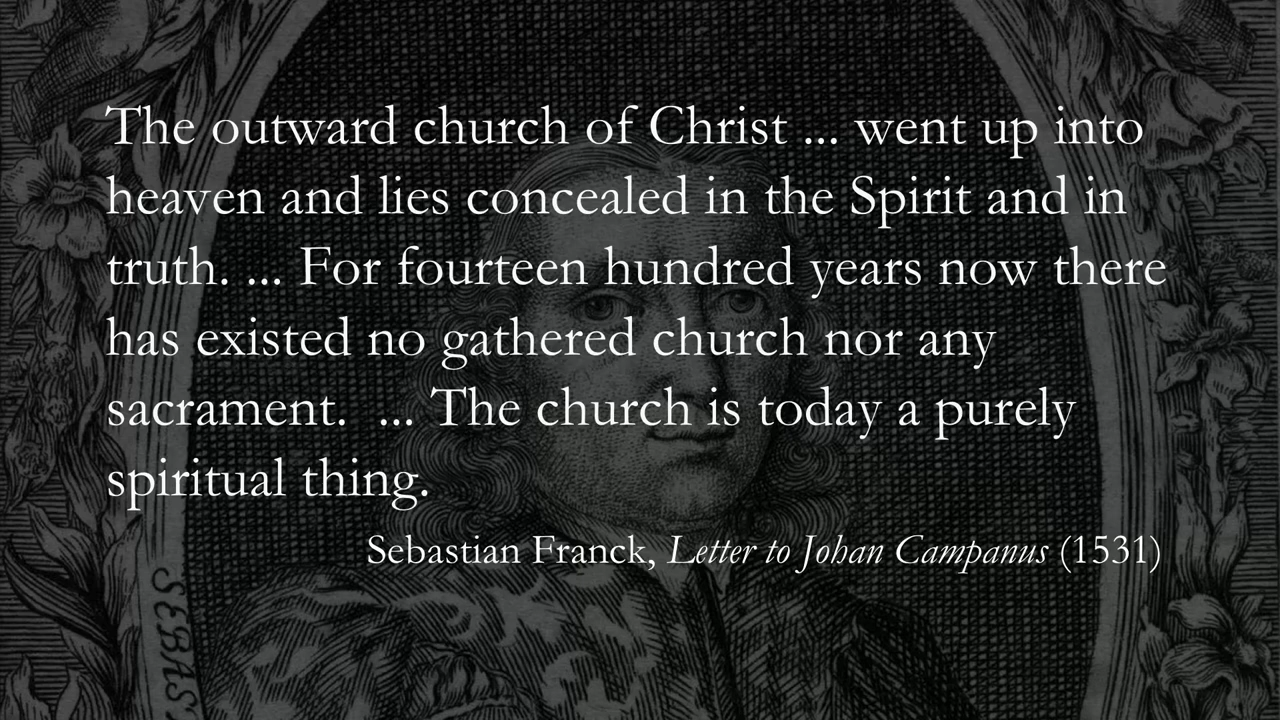 The outward church of Christ ... went up into
heaven and lies concealed in the Spirit and in
truth. ... For fourteen hundred years now there
has existed no gathered church nor any
sacrament.  ... The church is today a purely
spiritual thing.
Sebastian Franck, Letter to Johan Campanus (1531)
SEBAS